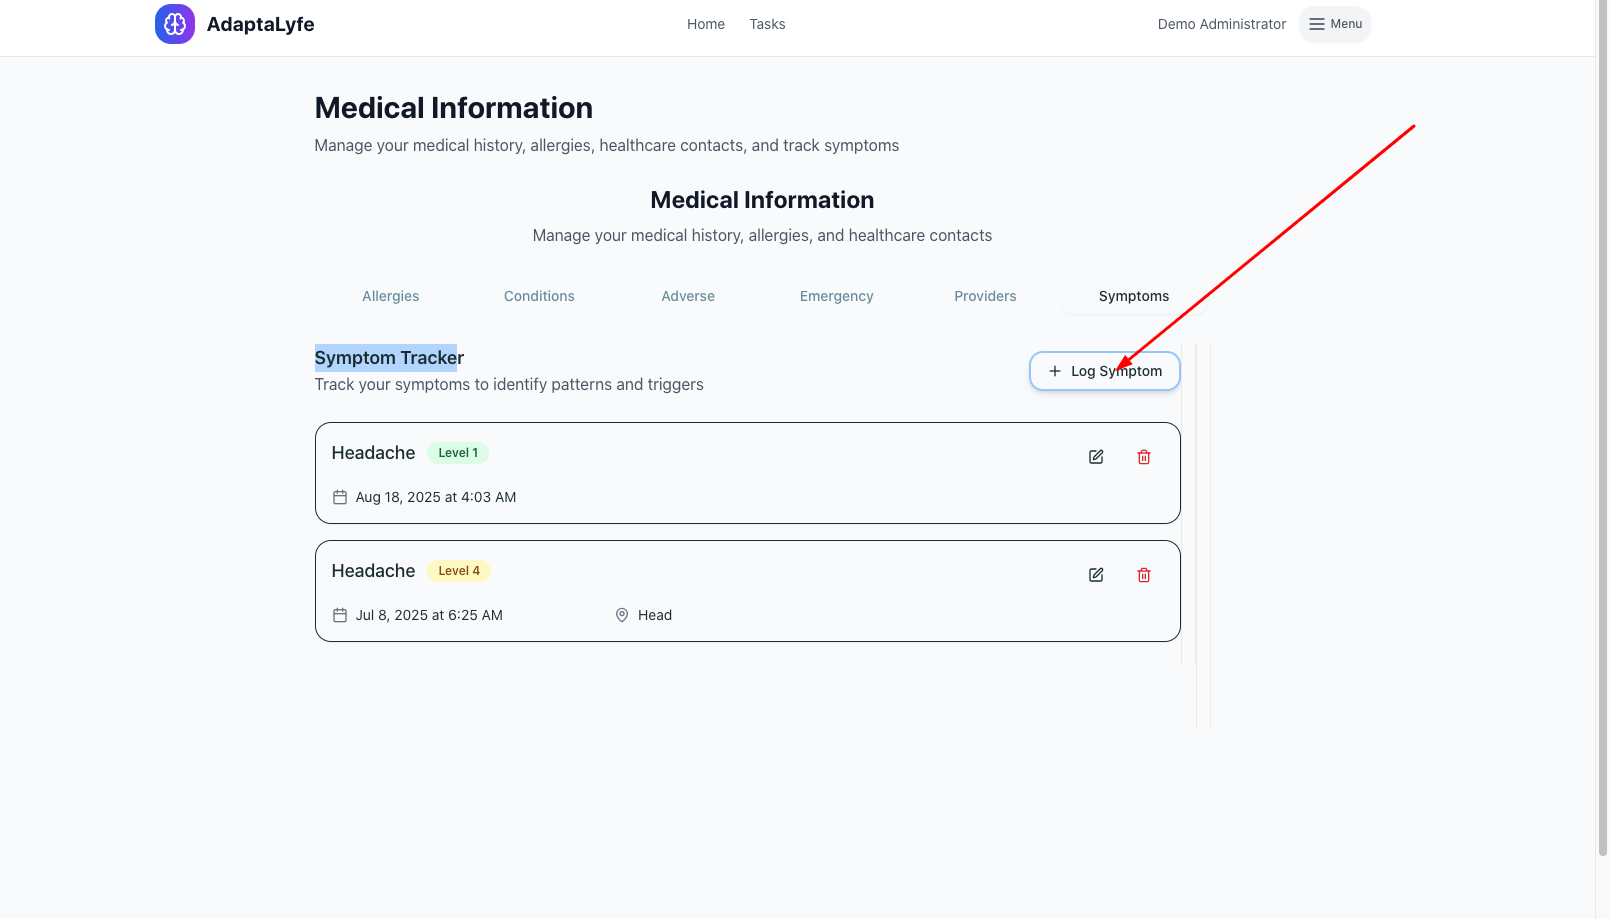 AdaptaLyfe
Home Tasks
Demo Administrator Menu
Medical Information
Manage your medical history, allergies, healthcare contacts, and track symptoms
Medical Information
Manage your medical history, allergies, and healthcare contacts
Allergies Conditions Adverse Emergency Providers Symptoms
Symptom Tracker
Track your symptoms to identify patterns and triggers
+ Log Symptom
Headache Level 1
Aug 18, 2025 at 4:03 AM
Headache Level 4
Jul 8, 2025 at 6:25 AM Head